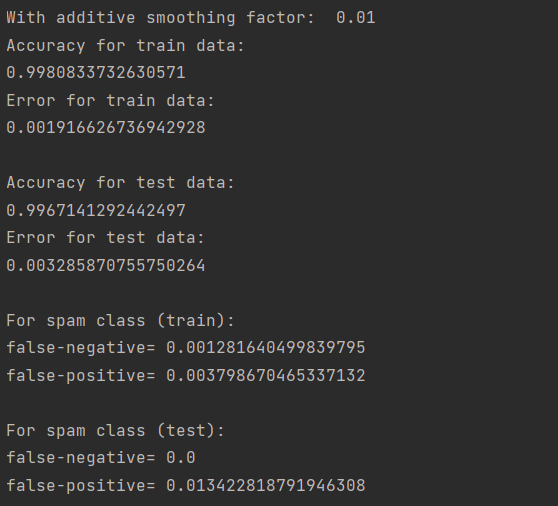 With additive smoothing factor:  0.01
Accuracy for train data:
0.9980833732630571
Error for train data:
0.001916626736942928
Accuracy for test data:
0.9967141292442497
Error for test data:
0.003285870755750264
For spam class (train):
false-negative= 0.001281640499839795
false-positive= 0.003798670465337132
For spam class (test):
false-negative= 0.0
false-positive= 0.013422818791946308